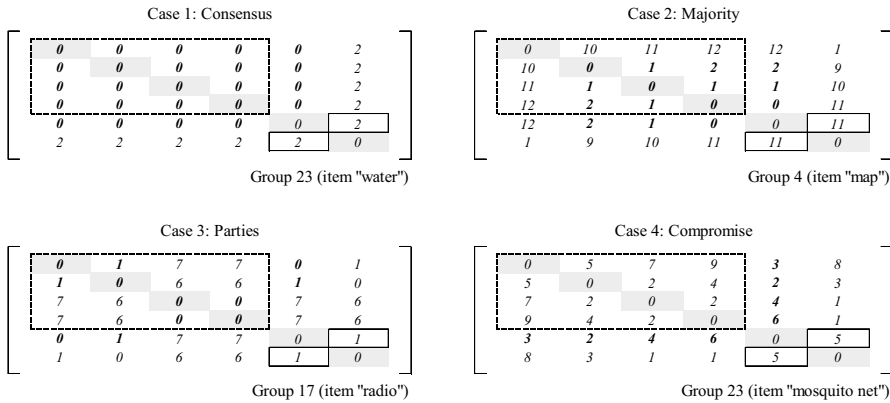 Case 1: Consensus
0 0 0 0 0 2
0 0 0 0 0 2
0 0 0 0 0 2
0 0 0 0 0 2
0 0 0 0 0 2
2 2 2 2 2 0
Group 23 (item "water")
Case 2: Majority
0 10 11 12 12 1
10 0 1 2 2 9
11 1 0 1 1 10
12 2 1 0 0 11
12 2 1 0 0 11
1 9 10 11 11 0
Group 4 (item "map")
Case 3: Parties
0 1 7 7 0 1
1 0 6 6 1 0
7 6 0 0 7 6
7 6 0 0 7 6
0 1 7 7 0 1
1 0 6 6 1 0
Group 17 (item "radio")
Case 4: Compromise
0 5 7 9 3 8
5 0 2 4 2 3
7 2 0 2 4 1
9 4 2 0 6 1
3 2 4 6 0 5
8 3 1 1 5 0
Group 23 (item "mosquito net")